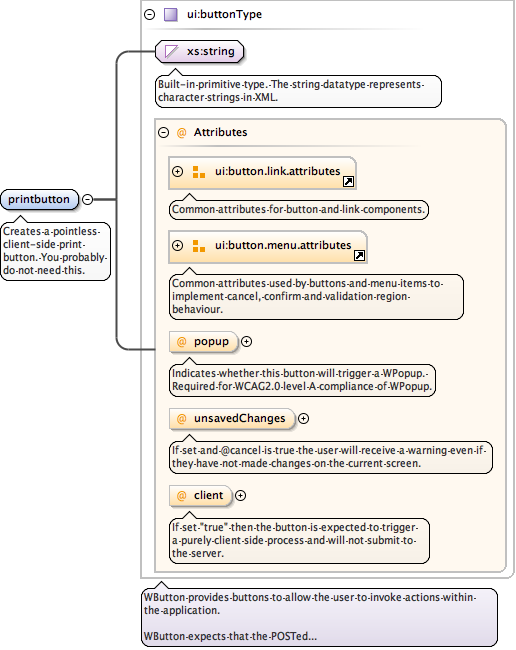 ui:buttonType
xs:string
Built-in primitive type. The string datatype represents
character strings in XML.
@ Attributes
ui:button.link.attributes
Common attributes for button and link components.
printbutton
Creates a pointless
client-side print
button. You probably
do not need this.
ui:button.menu.attributes
Common attributes used by buttons and menu items to
implement cancel, confirm and validation region
behaviour.
@ popup
Indicates whether this button will trigger a WPopup.
Required for WCAG2.0 level A compliance of WPopup.
@ unsavedChanges
If set and @cancel is true the user will receive a warning even if
they have not made changes on the current screen.
@ client
If set "true" then the button is expected to trigger
a purely client side process and will not submit to
the server.
WButton provides buttons to allow the user to invoke actions within
the application.
WButton expects that the POSTed...